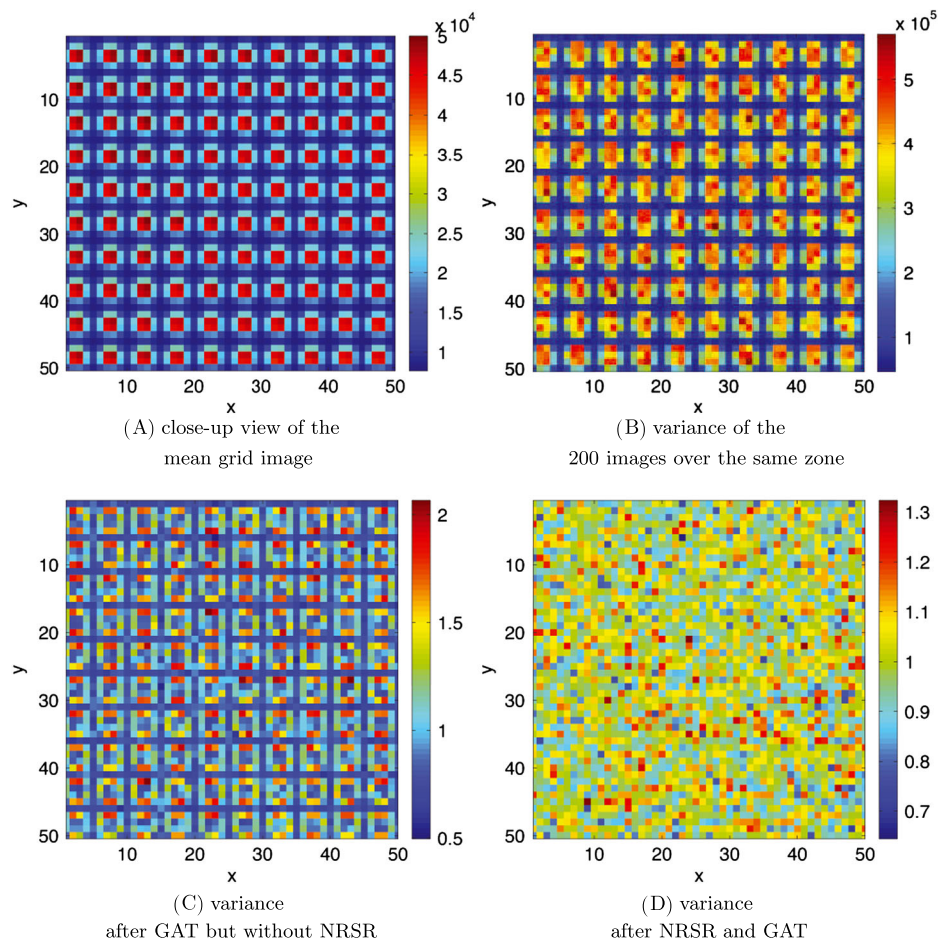 x 10^4
5
4.5
4
3.5
3
2.5
2
1.5
1
10
20
30
40
50
y
10 20 30 40 50
x
(A) close-up view of the
mean grid image
x 10^5
5
4
3
2
1
10
20
30
40
50
y
10 20 30 40 50
x
(B) variance of the
200 images over the same zone
2
1.5
1
0.5
10
20
30
40
50
y
10 20 30 40 50
x
(C) variance
after GAT but without NRSR
1.3
1.2
1.1
1
0.9
0.8
0.7
10
20
30
40
50
y
10 20 30 40 50
x
(D) variance
after NRSR and GAT